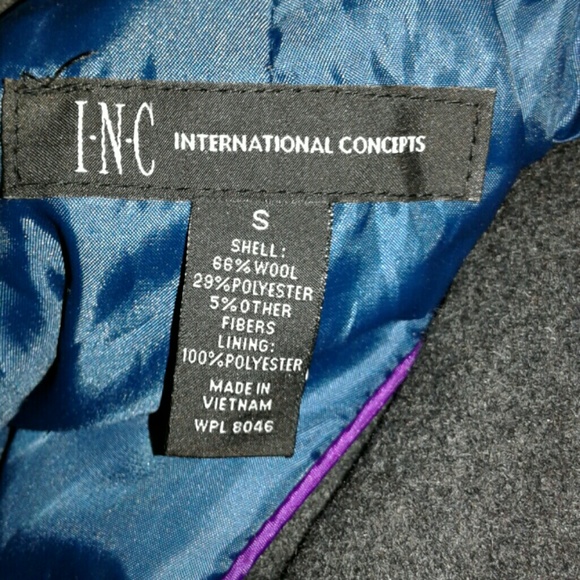 I·N·C INTERNATIONAL CONCEPTS
S
SHELL:
66%WOOL
29%POLYESTER
5%OTHER
FIBERS
LINING:
100%POLYESTER
MADE IN
VIETNAM
WPL 8046